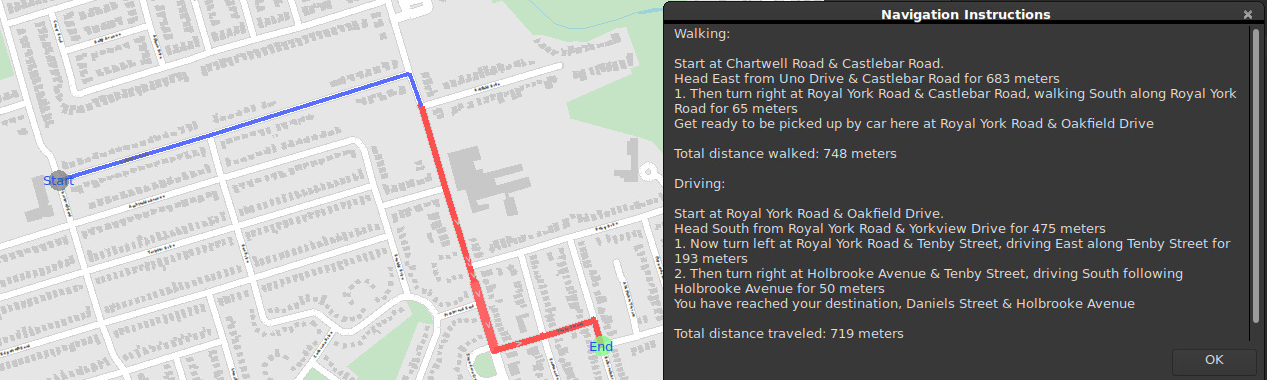 Start
End
Navigation Instructions
Walking:
Start at Chartwell Road & Castlebar Road.
Head East from Uno Drive & Castlebar Road for 683 meters
1. Then turn right at Royal York Road & Castlebar Road, walking South along Royal York
Road for 65 meters
Get ready to be picked up by car here at Royal York Road & Oakfield Drive
Total distance walked: 748 meters
Driving:
Start at Royal York Road & Oakfield Drive.
Head South from Royal York Road & Yorkview Drive for 475 meters
1. Now turn left at Royal York Road & Tenby Street, driving East along Tenby Street for
193 meters
2. Then turn right at Holbrooke Avenue & Tenby Street, driving South following
Holbrooke Avenue for 50 meters
You have reached your destination, Daniels Street & Holbrooke Avenue
Total distance traveled: 719 meters
OK